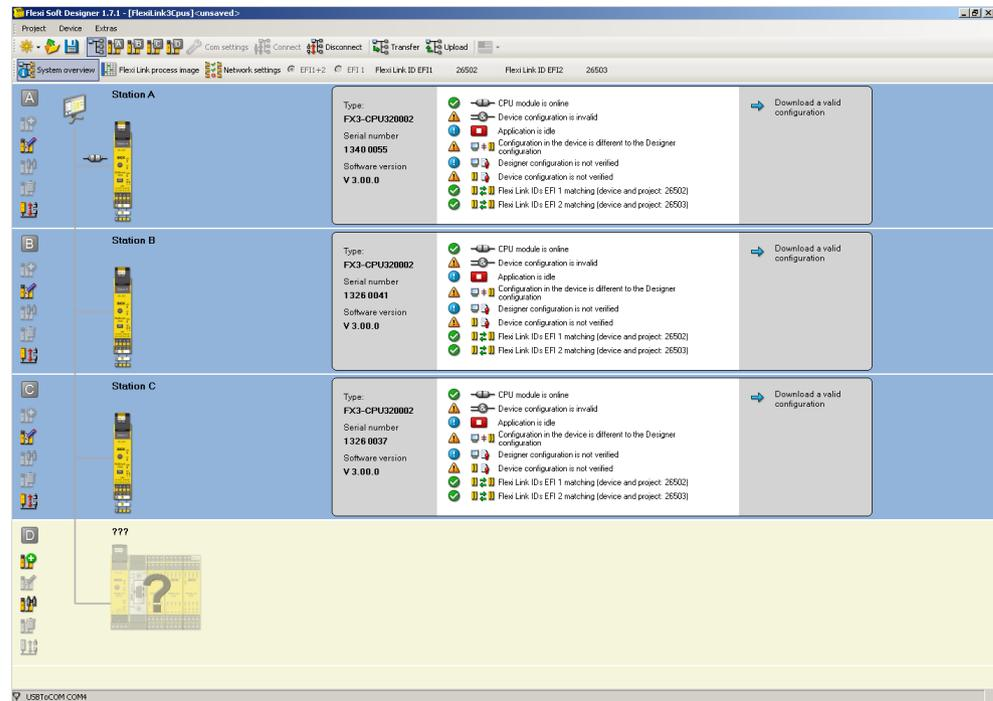 Flexi Soft Designer 1.7.1 - [FlexiLink3Cpus]<unsaved>
Project Device Extras
A B C D Com settings Connect Disconnect Transfer Upload
System overview Flexi Link process image Network settings EFI1+2 EFI 1 Flexi Link ID EFI1 26502 Flexi Link ID EFI2 26503
A
Station A
Type:
FX3-CPU320002
Serial number
1340 0055
Software version
V 3.00.0
CPU module is online
Device configuration is invalid
Application is idle
Configuration in the device is different to the Designer
configuration
Designer configuration is not verified
Device configuration is not verified
Flexi Link IDs EFI 1 matching (device and project: 26502)
Flexi Link IDs EFI 2 matching (device and project: 26503)
Download a valid
configuration
B
Station B
Type:
FX3-CPU320002
Serial number
1326 0041
Software version
V 3.00.0
CPU module is online
Device configuration is invalid
Application is idle
Configuration in the device is different to the Designer
configuration
Designer configuration is not verified
Device configuration is not verified
Flexi Link IDs EFI 1 matching (device and project: 26502)
Flexi Link IDs EFI 2 matching (device and project: 26503)
Download a valid
configuration
C
Station C
Type:
FX3-CPU320002
Serial number
1326 0037
Software version
V 3.00.0
CPU module is online
Device configuration is invalid
Application is idle
Configuration in the device is different to the Designer
configuration
Designer configuration is not verified
Device configuration is not verified
Flexi Link IDs EFI 1 matching (device and project: 26502)
Flexi Link IDs EFI 2 matching (device and project: 26503)
Download a valid
configuration
D
???
?
USBToCOM COM4